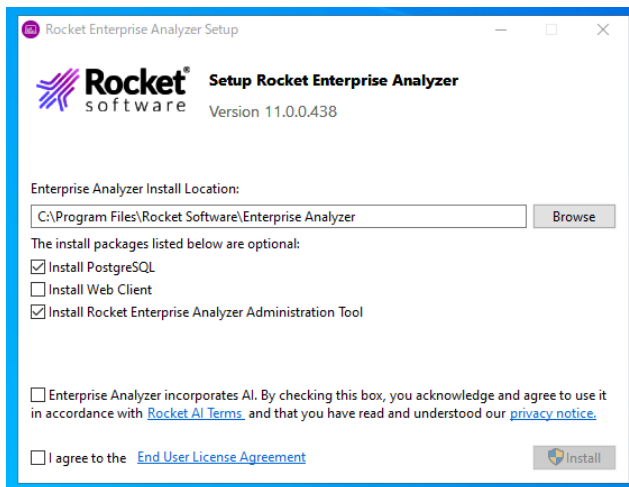 Rocket Enterprise Analyzer Setup
Rocket®
software
Setup Rocket Enterprise Analyzer
Version 11.0.0.438
Enterprise Analyzer Install Location:
C:\Program Files\Rocket Software\Enterprise Analyzer
Browse
The install packages listed below are optional:
Install PostgreSQL
Install Web Client
Install Rocket Enterprise Analyzer Administration Tool
Enterprise Analyzer incorporates AI. By checking this box, you acknowledge and agree to use it
in accordance with Rocket AI Terms and that you have read and understood our privacy notice.
I agree to the End User License Agreement
Install